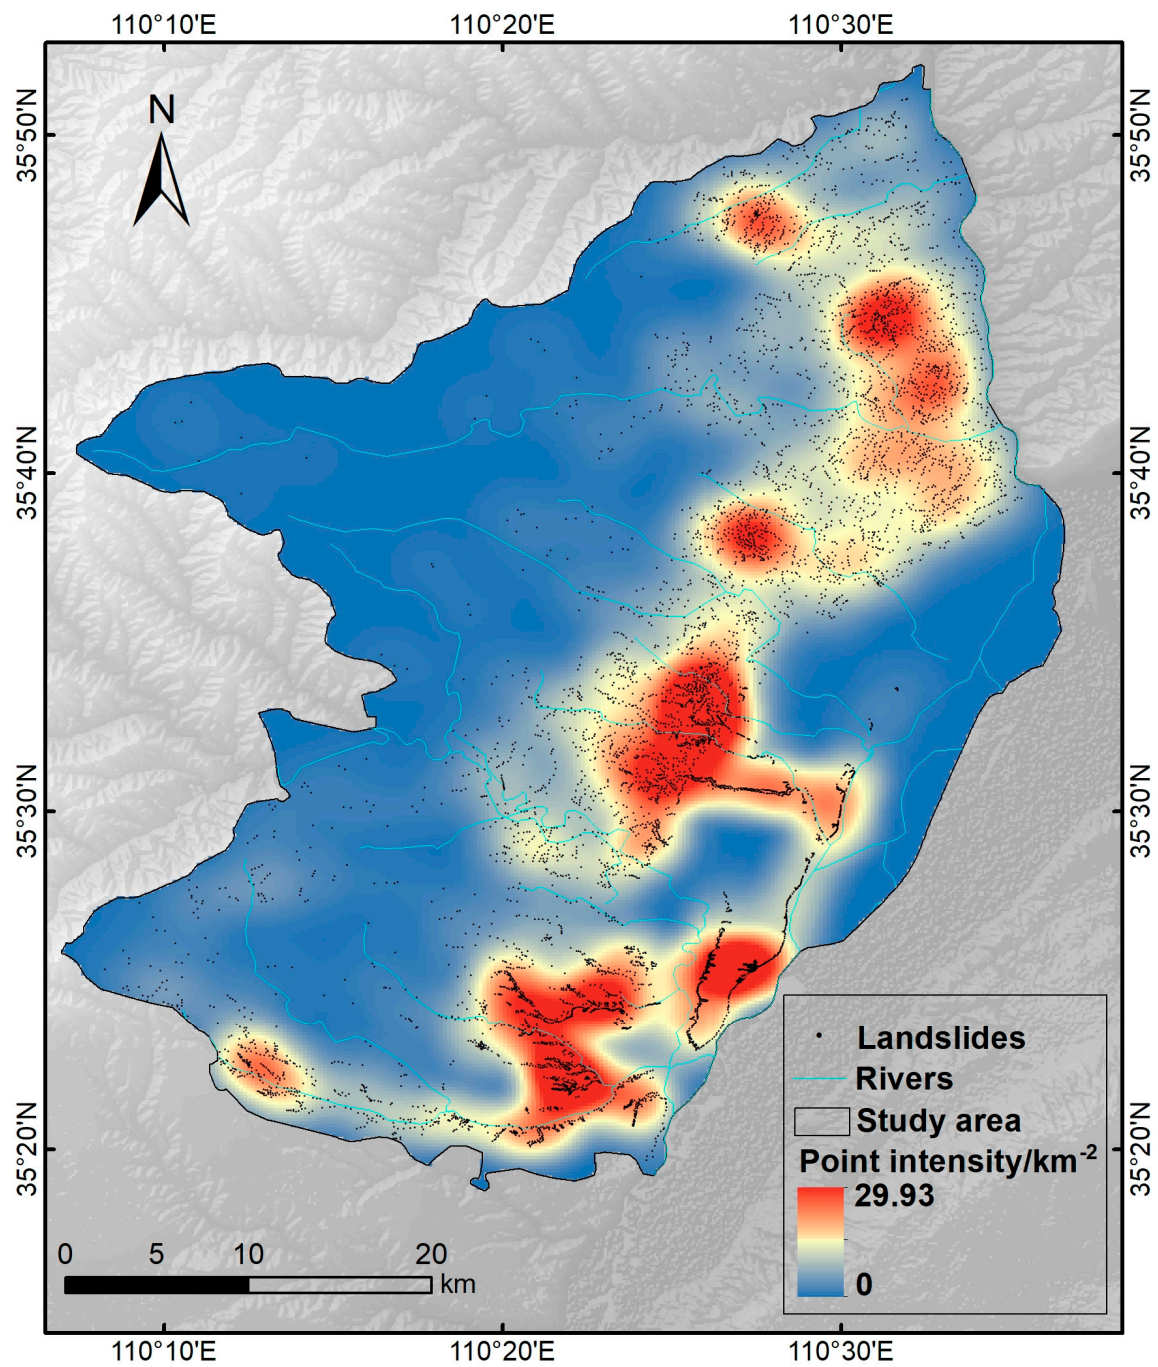 110°10'E 110°20'E 110°30'E
N
35°50'N 35°50'N
35°40'N 35°40'N
35°30'N 35°30'N
35°20'N 35°20'N
Landslides
Rivers
Study area
Point intensity/km-2
29.93
0
0 5 10 20
km
110°10'E 110°20'E 110°30'E